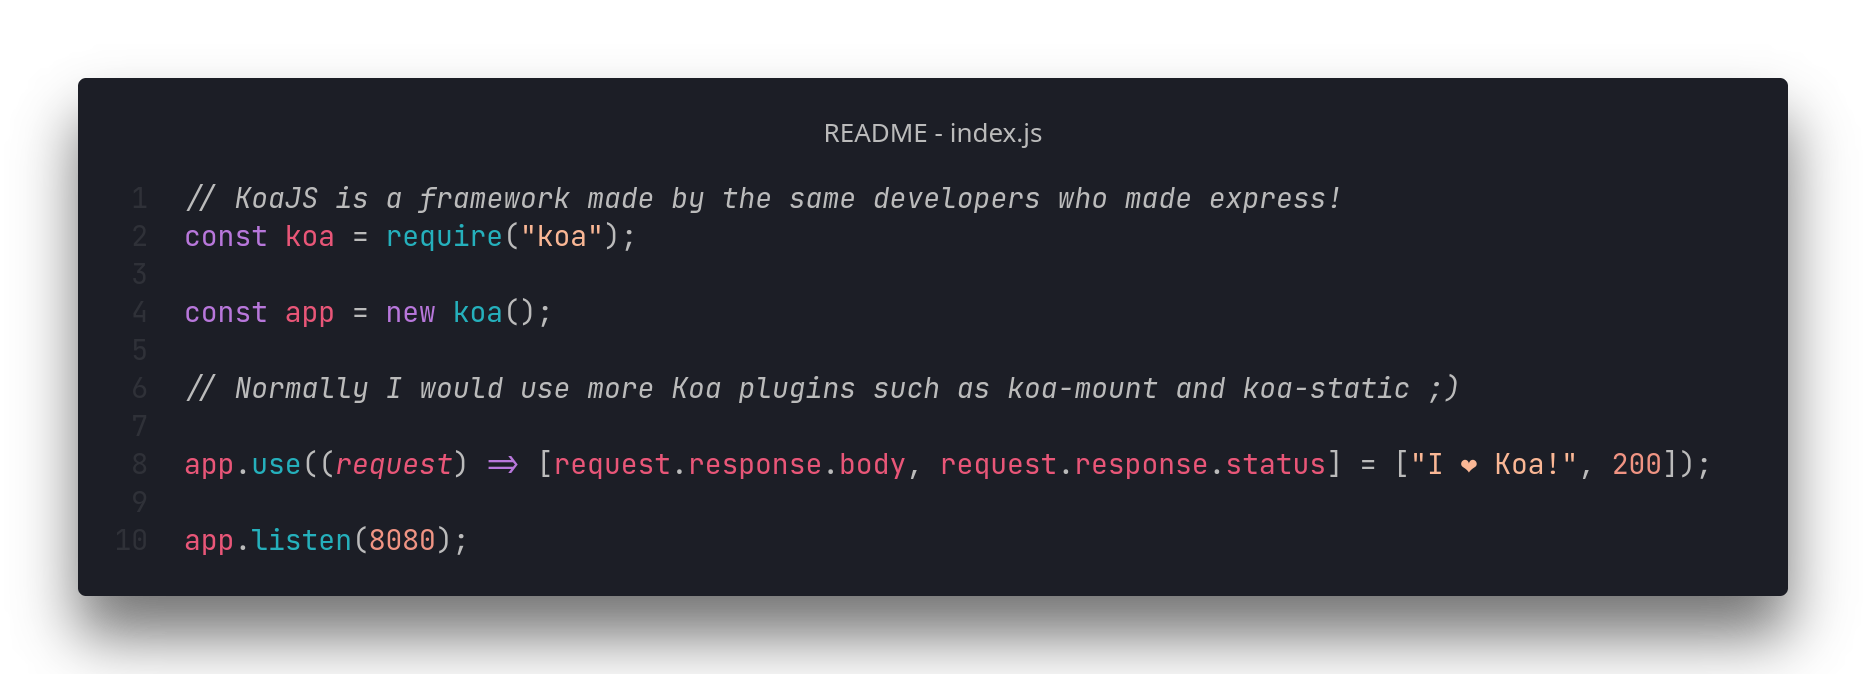 README - index.js
1 // KoaJS is a framework made by the same developers who made express!
2 const koa = require("koa");
3
4 const app = new koa();
5
6 // Normally I would use more Koa plugins such as koa-mount and koa-static ;)
7
8 app.use((request) => [request.response.body, request.response.status] = ["I ❤ Koa!", 200]);
9
10 app.listen(8080);